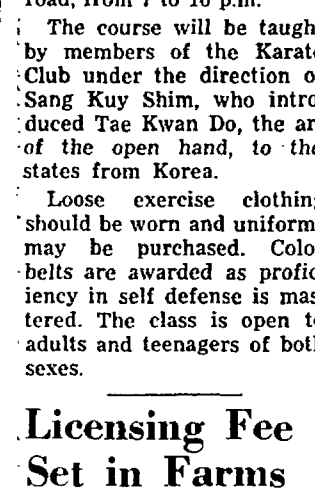 road, from 7 to 10 p.m.
The course will be taugh
by members of the Karat
Club under the direction o
Sang Kuy Shim, who intro
duced Tae Kwan Do, the ar
of the open hand, to the
states from Korea.
Loose exercise clothin
should be worn and uniform
may be purchased. Colo
belts are awarded as profic
iency in self defense is mas
tered. The class is open t
adults and teenagers of bot
sexes.
Licensing Fee
Set in Farms